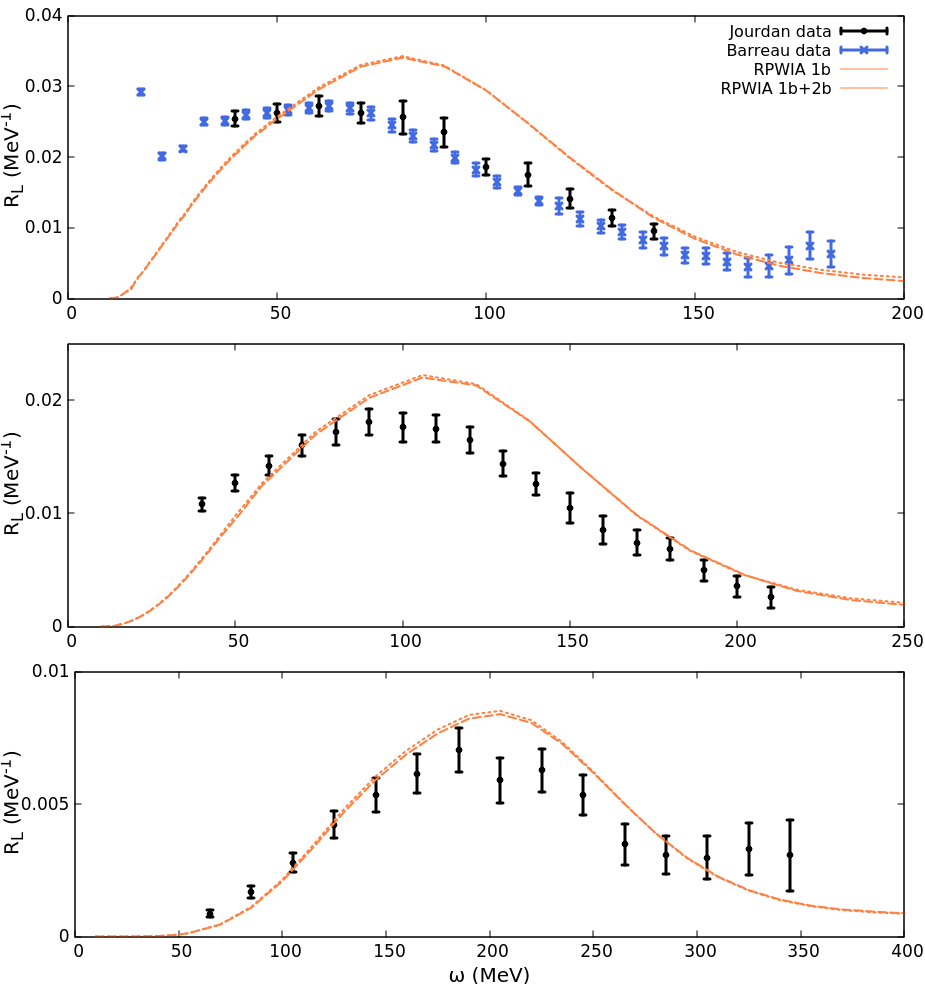 0.04
0.03
0.02
0.01
0
R_L (MeV^-1)
Jourdan data
Barreau data
RPWIA 1b
RPWIA 1b+2b
0 50 100 150 200
0.02
0.01
0
R_L (MeV^-1)
0 50 100 150 200 250
0.01
0.005
0
R_L (MeV^-1)
0 50 100 150 200 250 300 350 400
ω (MeV)